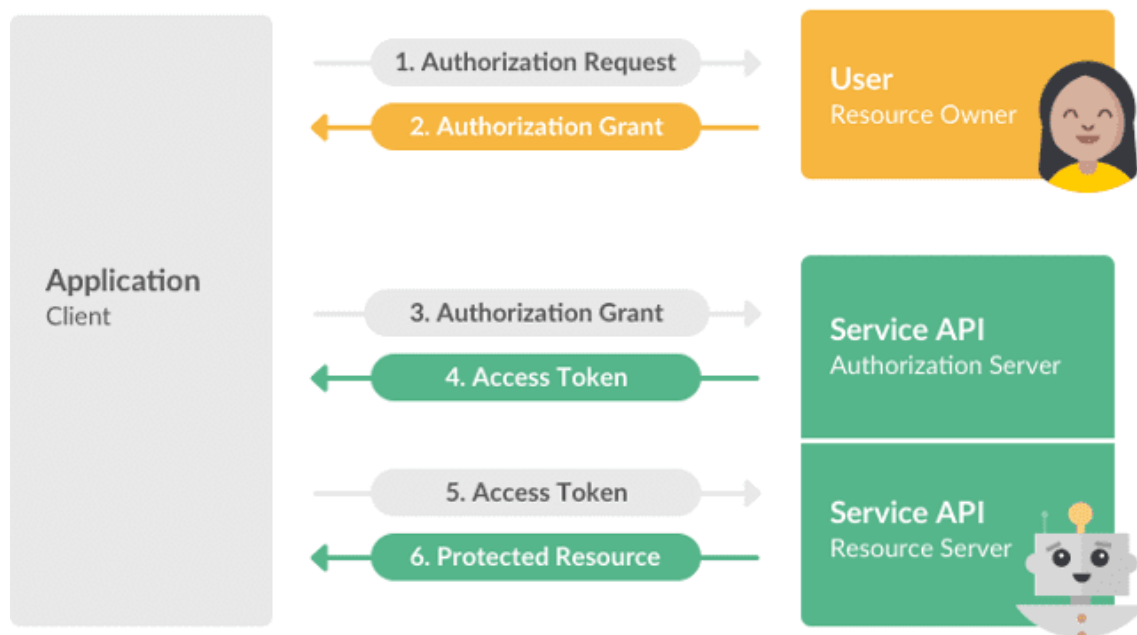 1. Authorization Request
User
Resource Owner
2. Authorization Grant
Application
Client
3. Authorization Grant
Service API
Authorization Server
4. Access Token
5. Access Token
Service API
Resource Server
6. Protected Resource